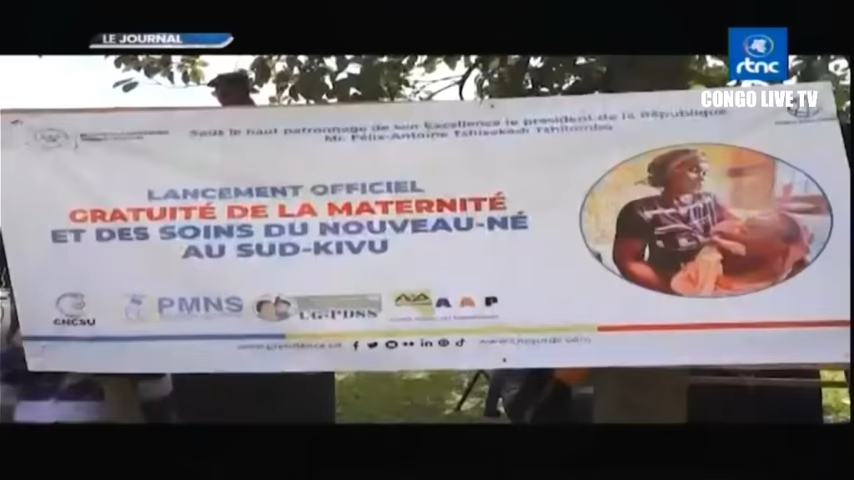 LE JOURNAL
rtnc
CONGO LIVE TV
Sous le haut patronnage de son Excellence le président de la République
Mr. Félix-Antoine Tshisekedi Tshilombo
LANCEMENT OFFICIEL
GRATUITÉ DE LA MATERNITÉ
ET DES SOINS DU NOUVEAU-NÉ
AU SUD-KIVU
CNCSU
PMNS
UG-PDSS
AAP